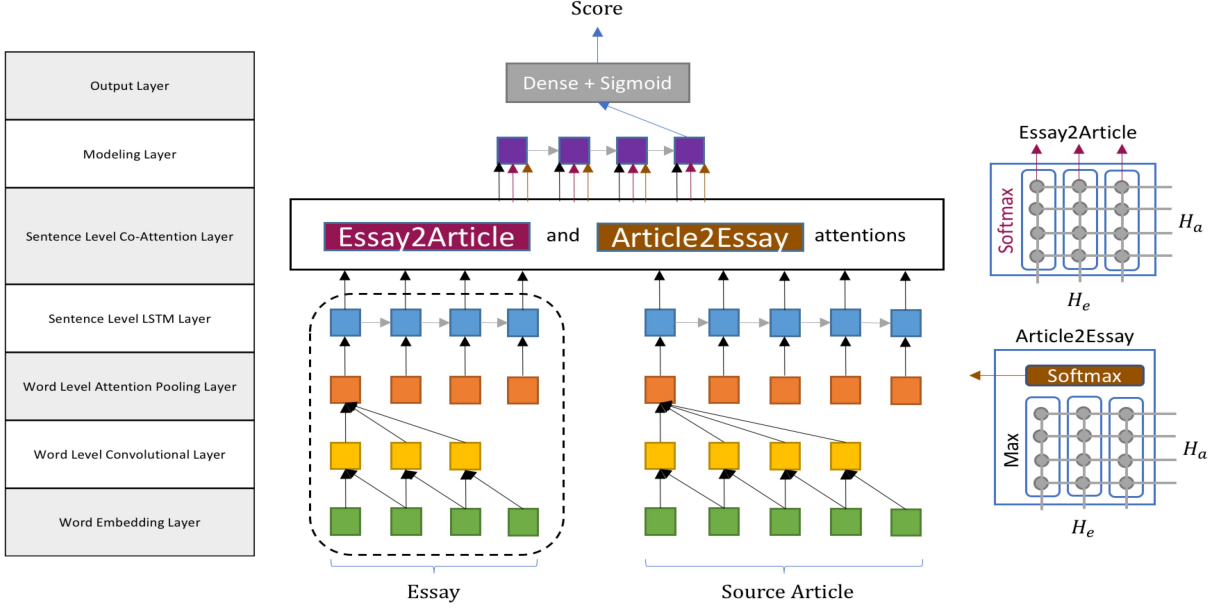 Score
Dense + Sigmoid
Output Layer
Modeling Layer
Sentence Level Co-Attention Layer
Sentence Level LSTM Layer
Word Level Attention Pooling Layer
Word Level Convolutional Layer
Word Embedding Layer
Essay2Article and Article2Essay attentions
Essay
Source Article
Essay2Article
Softmax
H_a
H_e
Article2Essay
Softmax
Max
H_a
H_e